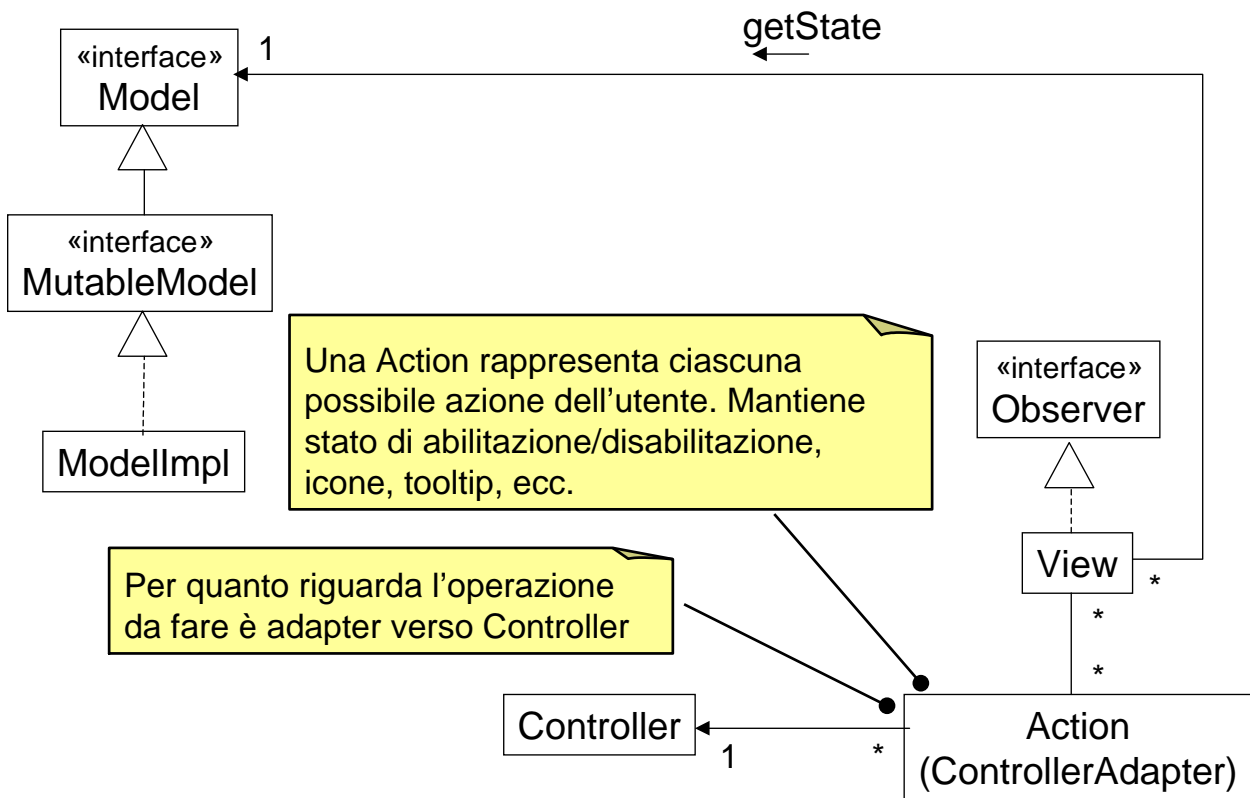 getState
1
«interface»
Model
«interface»
MutableModel
ModelImpl
Una Action rappresenta ciascuna
possibile azione dell’utente. Mantiene
stato di abilitazione/disabilitazione,
icone, tooltip, ecc.
«interface»
Observer
View
*
*
*
Per quanto riguarda l’operazione
da fare è adapter verso Controller
Controller
1
*
Action
(ControllerAdapter)